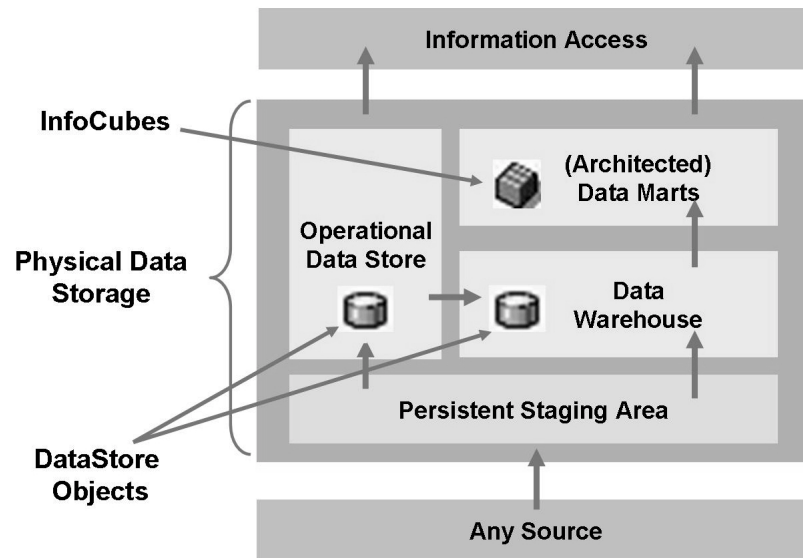 Information Access
InfoCubes
(Architected)
Data Marts
Operational
Data Store
Physical Data
Storage
Data
Warehouse
Persistent Staging Area
DataStore
Objects
Any Source